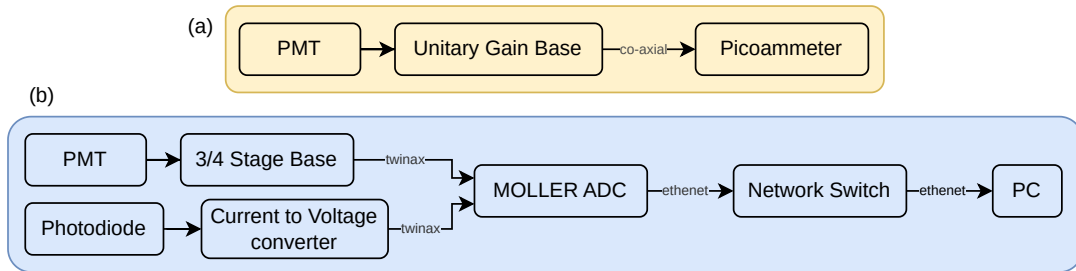 (a)
PMT
Unitary Gain Base
co-axial
Picoammeter
(b)
PMT
3/4 Stage Base
twinax
MOLLER ADC
ethenet
Network Switch
ethenet
PC
Photodiode
Current to Voltage
converter
twinax